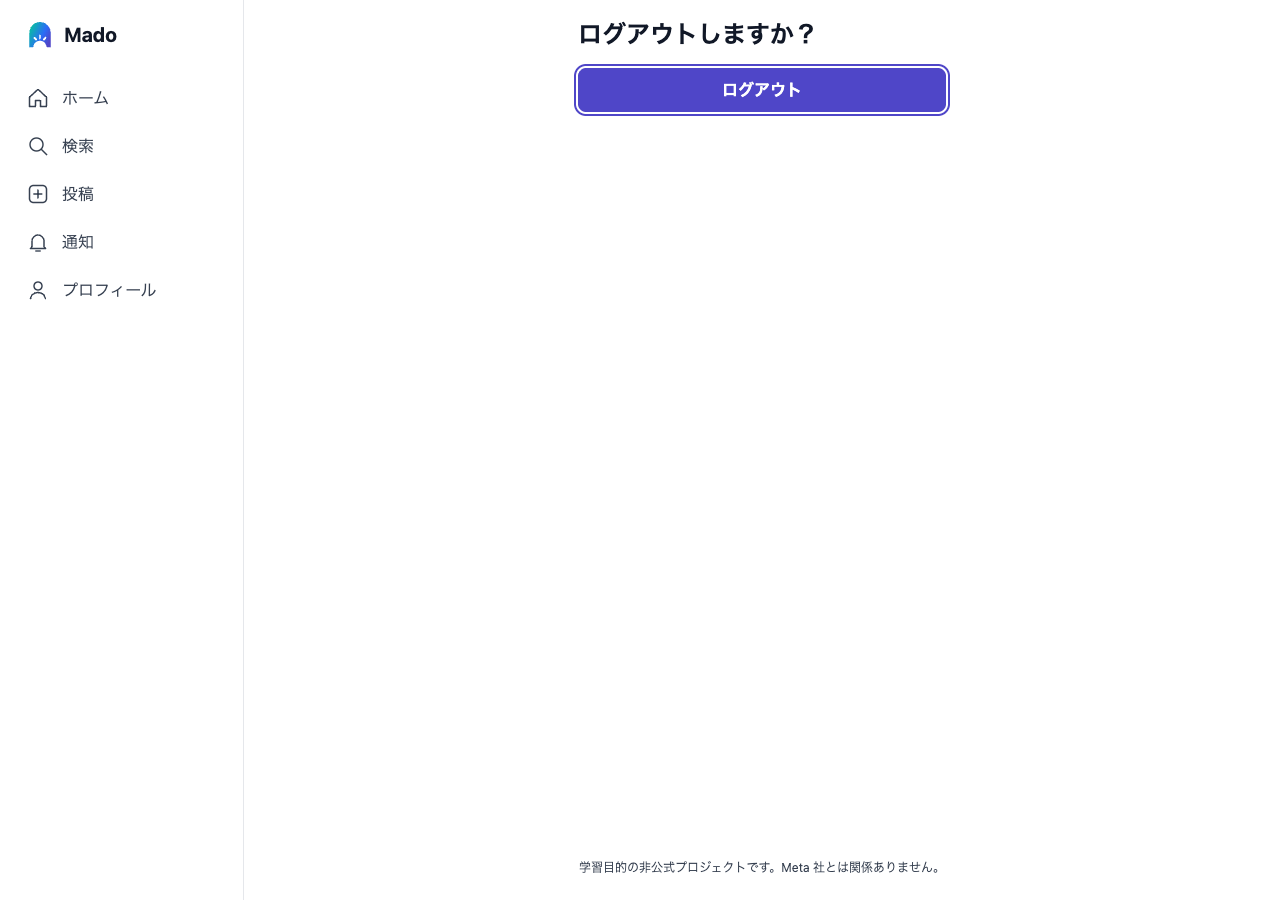 Mado
ホーム
検索
投稿
通知
プロフィール
ログアウトしますか？
ログアウト
学習目的の非公式プロジェクトです。Meta 社とは関係ありません。